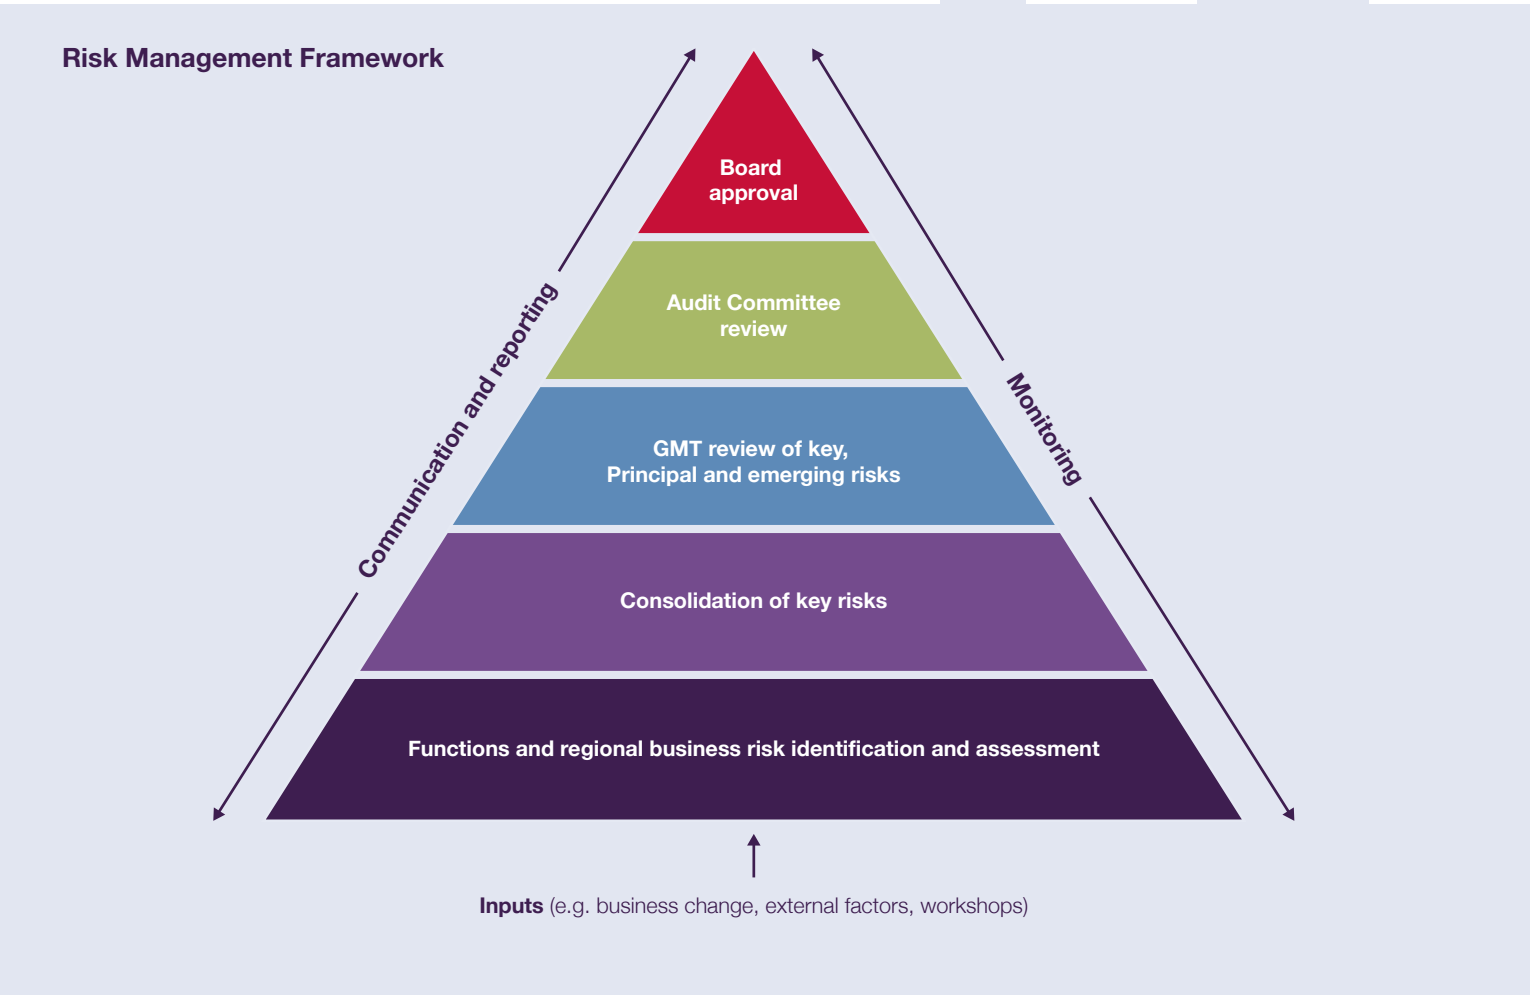 Risk Management Framework
Board
approval
Audit Committee
review
GMT review of key,
Principal and emerging risks
Consolidation of key risks
Functions and regional business risk identification and assessment
Communication and reporting
Monitoring
Inputs (e.g. business change, external factors, workshops)